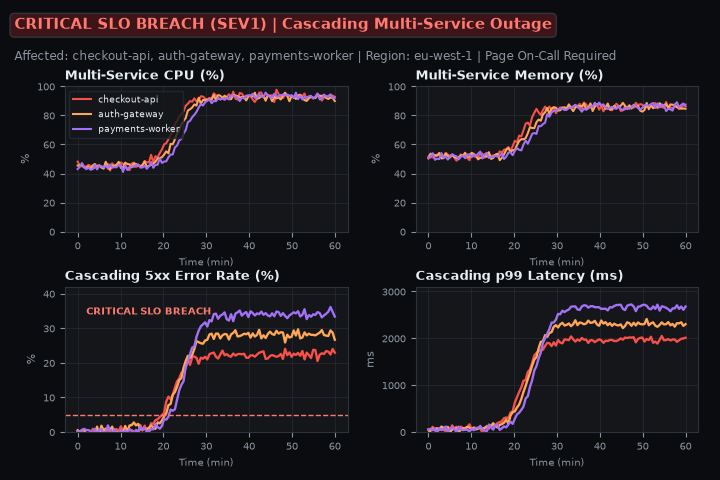 CRITICAL SLO BREACH (SEV1) | Cascading Multi-Service Outage
Affected: checkout-api, auth-gateway, payments-worker | Region: eu-west-1 | Page On-Call Required
Multi-Service CPU (%)
100
80
60
40
20
0
%
checkout-api
auth-gateway
payments-worker
0 10 20 30 40 50 60
Time (min)
Multi-Service Memory (%)
100
80
60
40
20
0
%
0 10 20 30 40 50 60
Time (min)
Cascading 5xx Error Rate (%)
40
30
20
10
0
%
CRITICAL SLO BREACH
0 10 20 30 40 50 60
Time (min)
Cascading p99 Latency (ms)
3000
2000
1000
0
ms
0 10 20 30 40 50 60
Time (min)